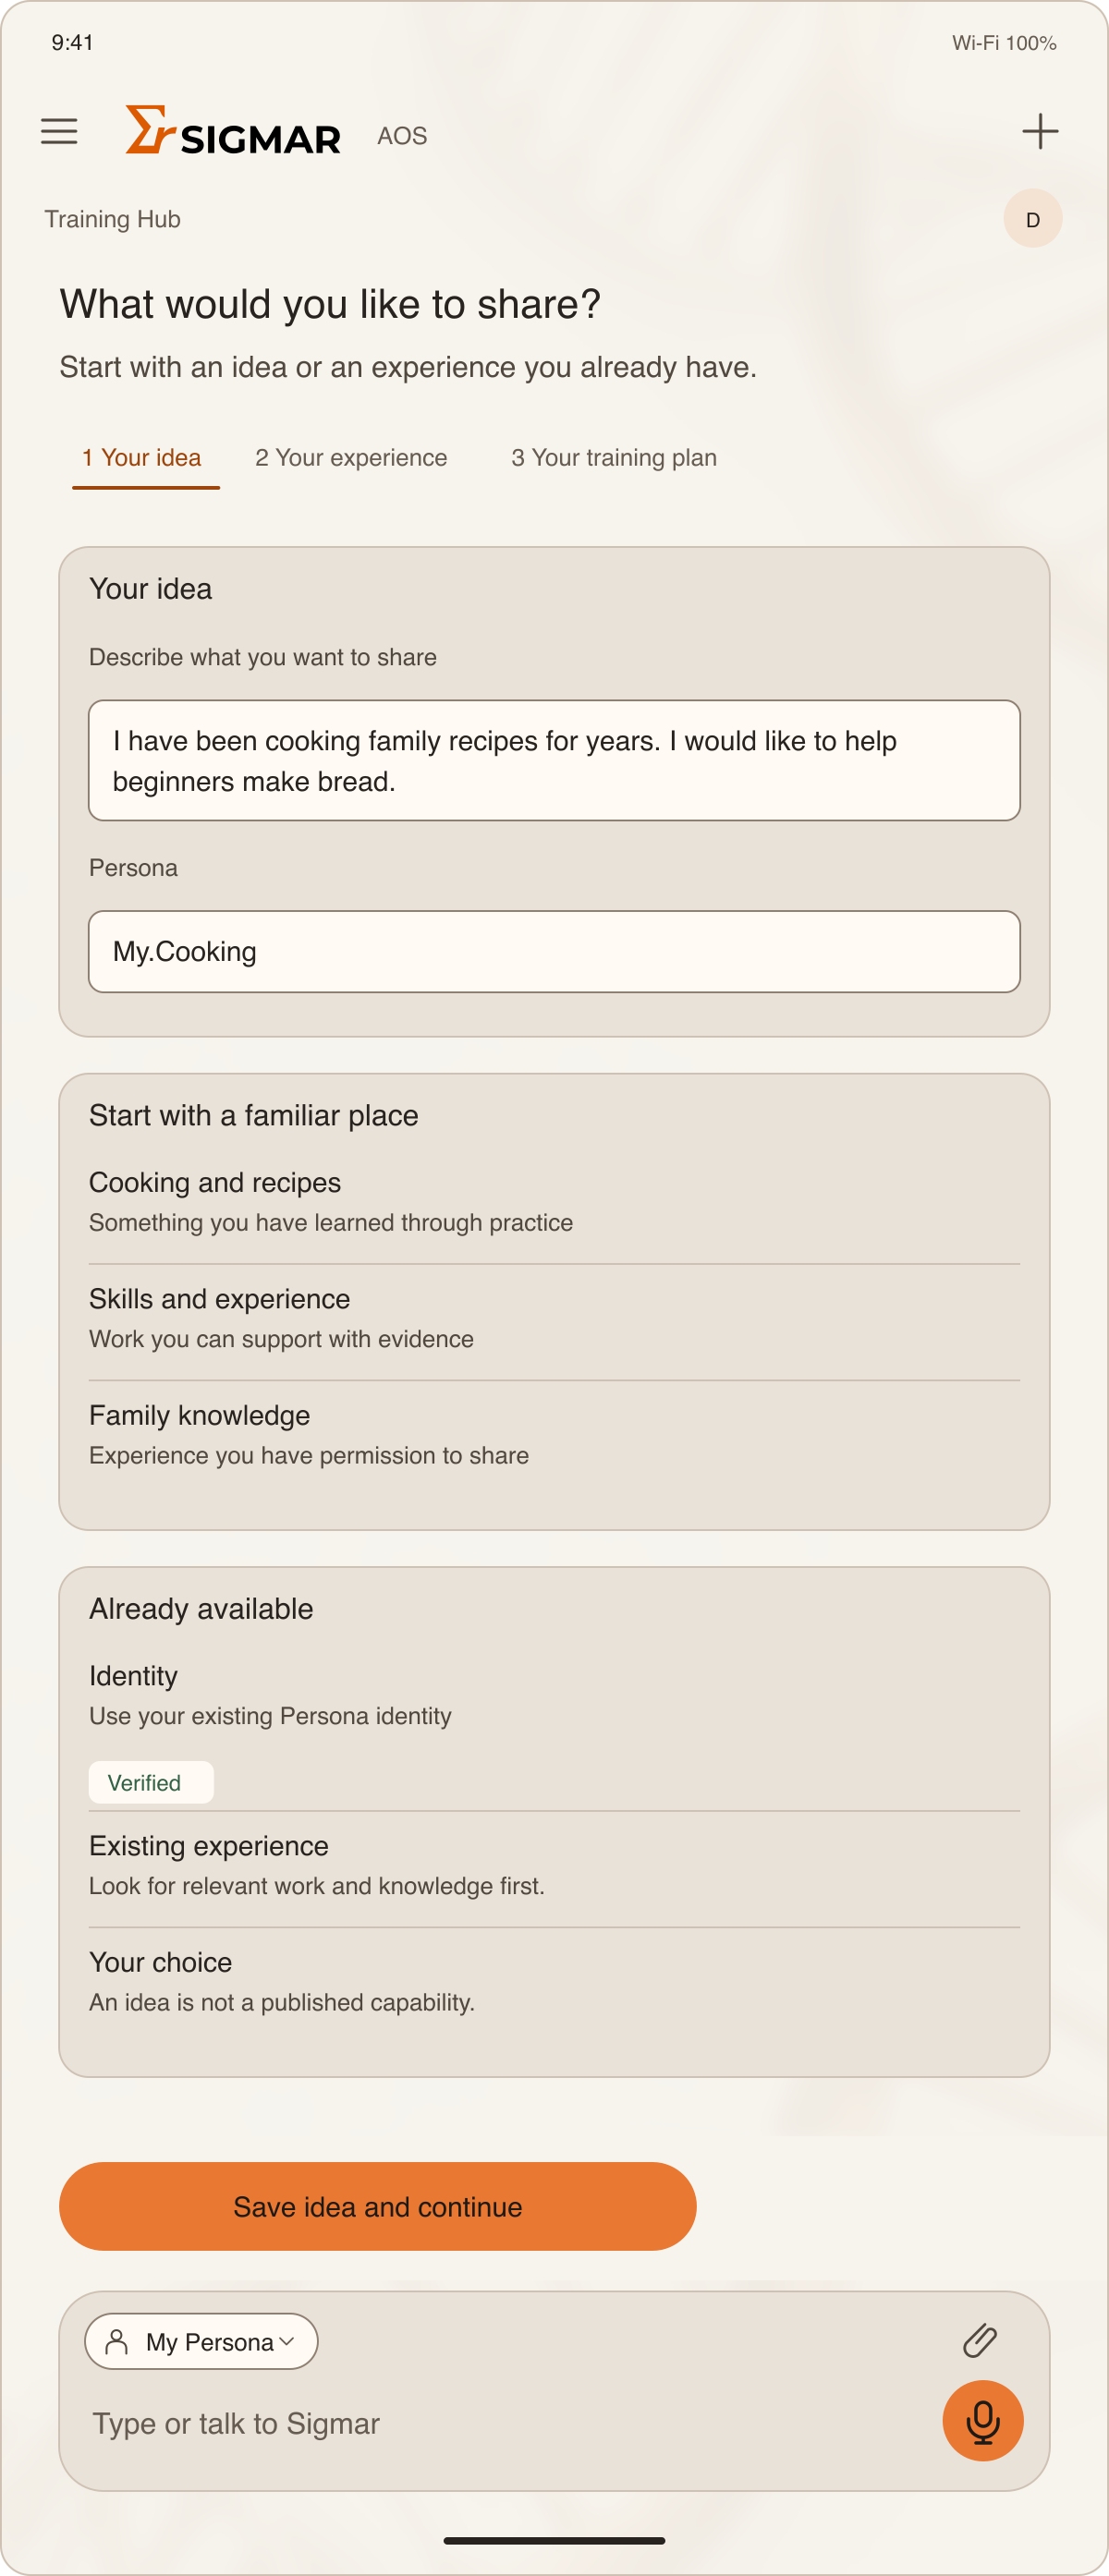 9:41
Wi-Fi 100%
Σr SIGMAR AOS
Training Hub
D
What would you like to share?
Start with an idea or an experience you already have.
1 Your idea
2 Your experience
3 Your training plan
Your idea
Describe what you want to share
I have been cooking family recipes for years. I would like to help
beginners make bread.
Persona
My.Cooking
Start with a familiar place
Cooking and recipes
Something you have learned through practice
Skills and experience
Work you can support with evidence
Family knowledge
Experience you have permission to share
Already available
Identity
Use your existing Persona identity
Verified
Existing experience
Look for relevant work and knowledge first.
Your choice
An idea is not a published capability.
Save idea and continue
My Persona
Type or talk to Sigmar